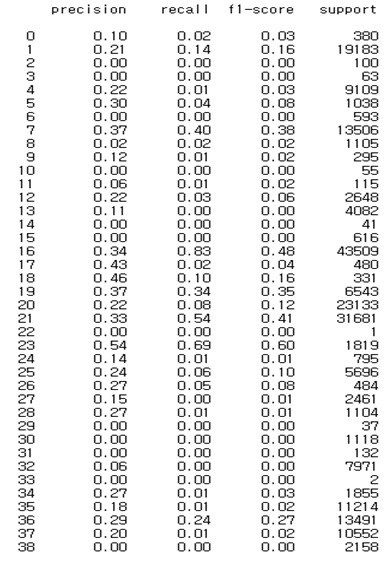 precision recall f1-score support
0 0.10 0.02 0.03 380
1 0.21 0.14 0.16 19183
2 0.00 0.00 0.00 100
3 0.00 0.00 0.00 63
4 0.22 0.01 0.03 9109
5 0.30 0.04 0.08 1038
6 0.00 0.00 0.00 593
7 0.37 0.40 0.38 13506
8 0.02 0.02 0.02 1105
9 0.12 0.01 0.02 295
10 0.00 0.00 0.00 55
11 0.06 0.01 0.02 115
12 0.22 0.03 0.06 2648
13 0.11 0.00 0.00 4082
14 0.00 0.00 0.00 41
15 0.00 0.00 0.00 616
16 0.34 0.83 0.48 43509
17 0.43 0.02 0.04 480
18 0.46 0.10 0.16 331
19 0.37 0.34 0.35 6543
20 0.22 0.08 0.12 23133
21 0.33 0.54 0.41 31681
22 0.00 0.00 0.00 1
23 0.54 0.69 0.60 1819
24 0.14 0.01 0.01 795
25 0.24 0.06 0.10 5696
26 0.27 0.05 0.08 484
27 0.15 0.00 0.01 2461
28 0.27 0.01 0.01 1104
29 0.00 0.00 0.00 37
30 0.00 0.00 0.00 1118
31 0.00 0.00 0.00 132
32 0.06 0.00 0.00 7971
33 0.00 0.00 0.00 2
34 0.27 0.01 0.03 1855
35 0.18 0.01 0.02 11214
36 0.29 0.24 0.27 13491
37 0.20 0.01 0.02 10552
38 0.00 0.00 0.00 2158